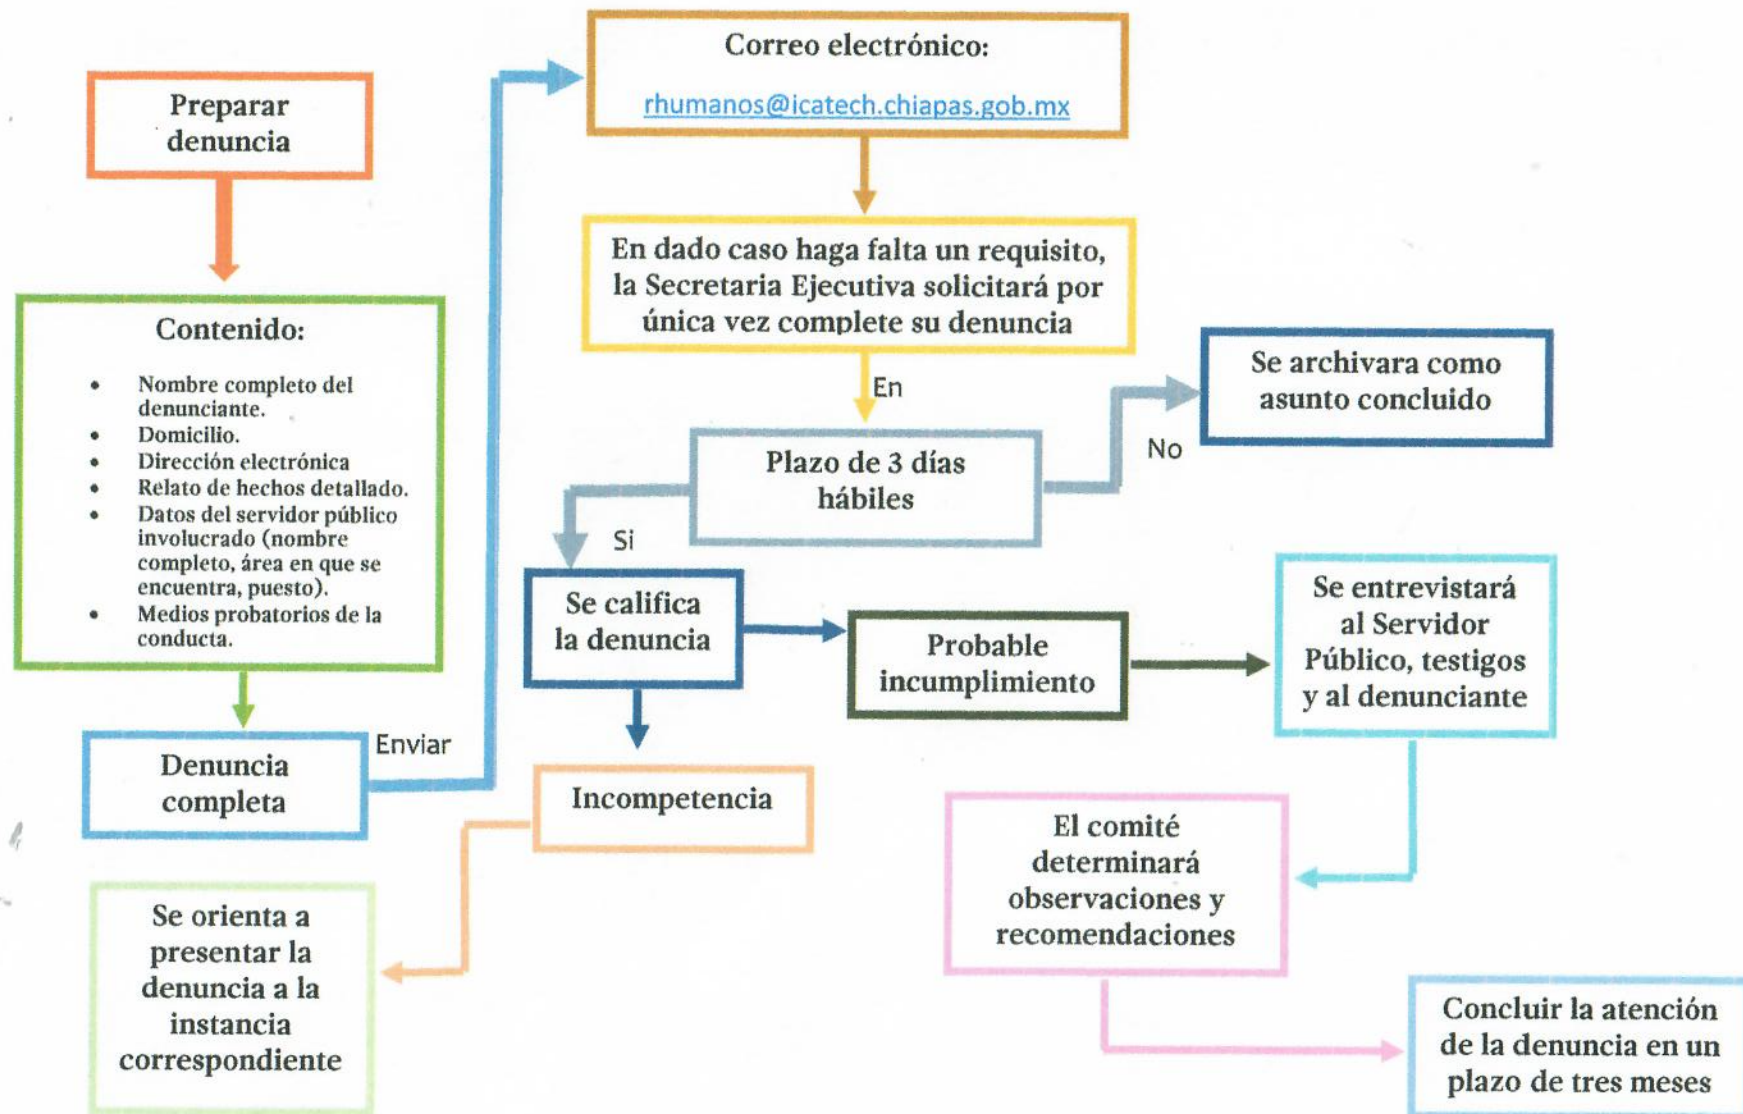 Preparar
denuncia
Contenido:
• Nombre completo del
denunciante.
• Domicilio.
• Dirección electrónica
• Relato de hechos detallado.
• Datos del servidor público
involucrado (nombre
completo, área en que se
encuentra, puesto).
• Medios probatorios de la
conducta.
Denuncia
completa
Enviar
Correo electrónico:
rhumanos@icatech.chiapas.gob.mx
En dado caso haga falta un requisito,
la Secretaria Ejecutiva solicitará por
única vez complete su denuncia
En
Plazo de 3 días
hábiles
No
Se archivara como
asunto concluido
Si
Se califica
la denuncia
Probable
incumplimiento
Se entrevistará
al Servidor
Público, testigos
y al denunciante
Incompetencia
Se orienta a
presentar la
denuncia a la
instancia
correspondiente
El comité
determinará
observaciones y
recomendaciones
Concluir la atención
de la denuncia en un
plazo de tres meses